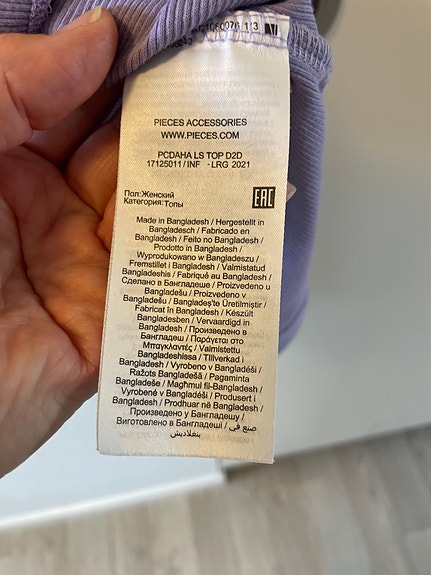 PIECES ACCESSORIES
WWW.PIECES.COM
PCDAHA LS TOP D2D
17125011/INF - LRG 2021
Пол:Женский
Категория:Топы
EAC
Made in Bangladesh / Hergestellt in
Bangladesch / Fabricado en
Bangladesh / Feito no Bangladesh /
Prodotto in Bangladesh /
Wyprodukowano w Bangladeszu /
Fremstillet i Bangladesh / Valmistatud
Bangladeshis / Fabriqué au Bangladesh /
Сделано в Бангладеше / Proizvedeno u
Bangladešu / Proizvedeno v
Bangladešu / Bangladeş'te Üretilmiştir /
Fabricat în Bangladesh / Készült
Bangladesben / Vervaardigd in
Bangladesh / Произведено в
Бангладеш / Παράγεται στο
Μπαγκλαντές / Valmistettu
Bangladeshissa / Tillverkad i
Bangladesh / Vyrobeno v Bangladéši /
Ražots Bangladešā / Pagaminta
Bangladeše / Magħmul fil-Bangladesh /
Vyrobené v Bangladéši / Produsert i
Bangladesh / Prodhuar në Bangladesh /
Произведено у Бангладешу /
Виготовлено в Бангладеші / صنع في
بنغلاديش